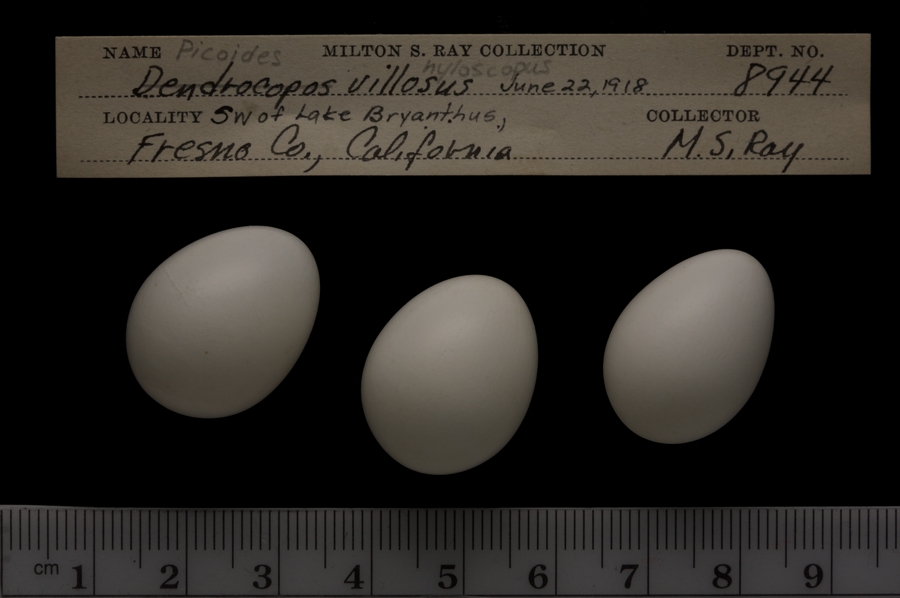 NAME Picoides MILTON S. RAY COLLECTION DEPT. NO.
hyloscopus
Dendrocopos villosus June 22, 1918 8944
LOCALITY SW of Lake Bryanthus, COLLECTOR
Fresno Co., California M. S. Ray
cm 1 2 3 4 5 6 7 8 9